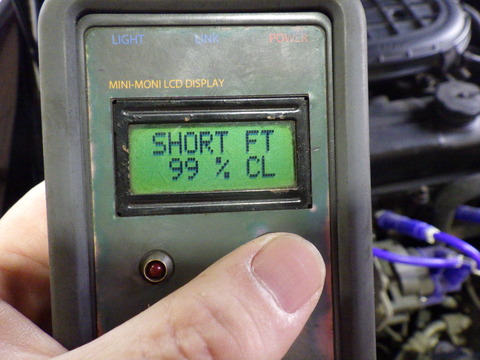 LIGHT LINK POWER
MINI-MONI LCD DISPLAY
SHORT FT
99 % CL